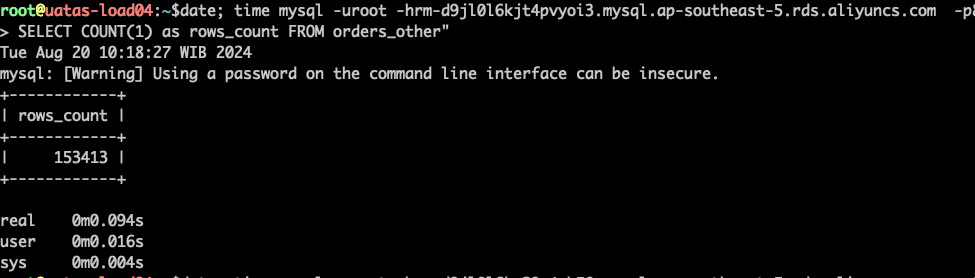 root@uatas-load04:~$date; time mysql -uroot -hrm-d9jl0l6kjt4pvyoi3.mysql.ap-southeast-5.rds.aliyuncs.com -p
> SELECT COUNT(1) as rows_count FROM orders_other"
Tue Aug 20 10:18:27 WIB 2024
mysql: [Warning] Using a password on the command line interface can be insecure.
+------------+
| rows_count |
+------------+
| 153413 |
+------------+
real 0m0.094s
user 0m0.016s
sys 0m0.004s